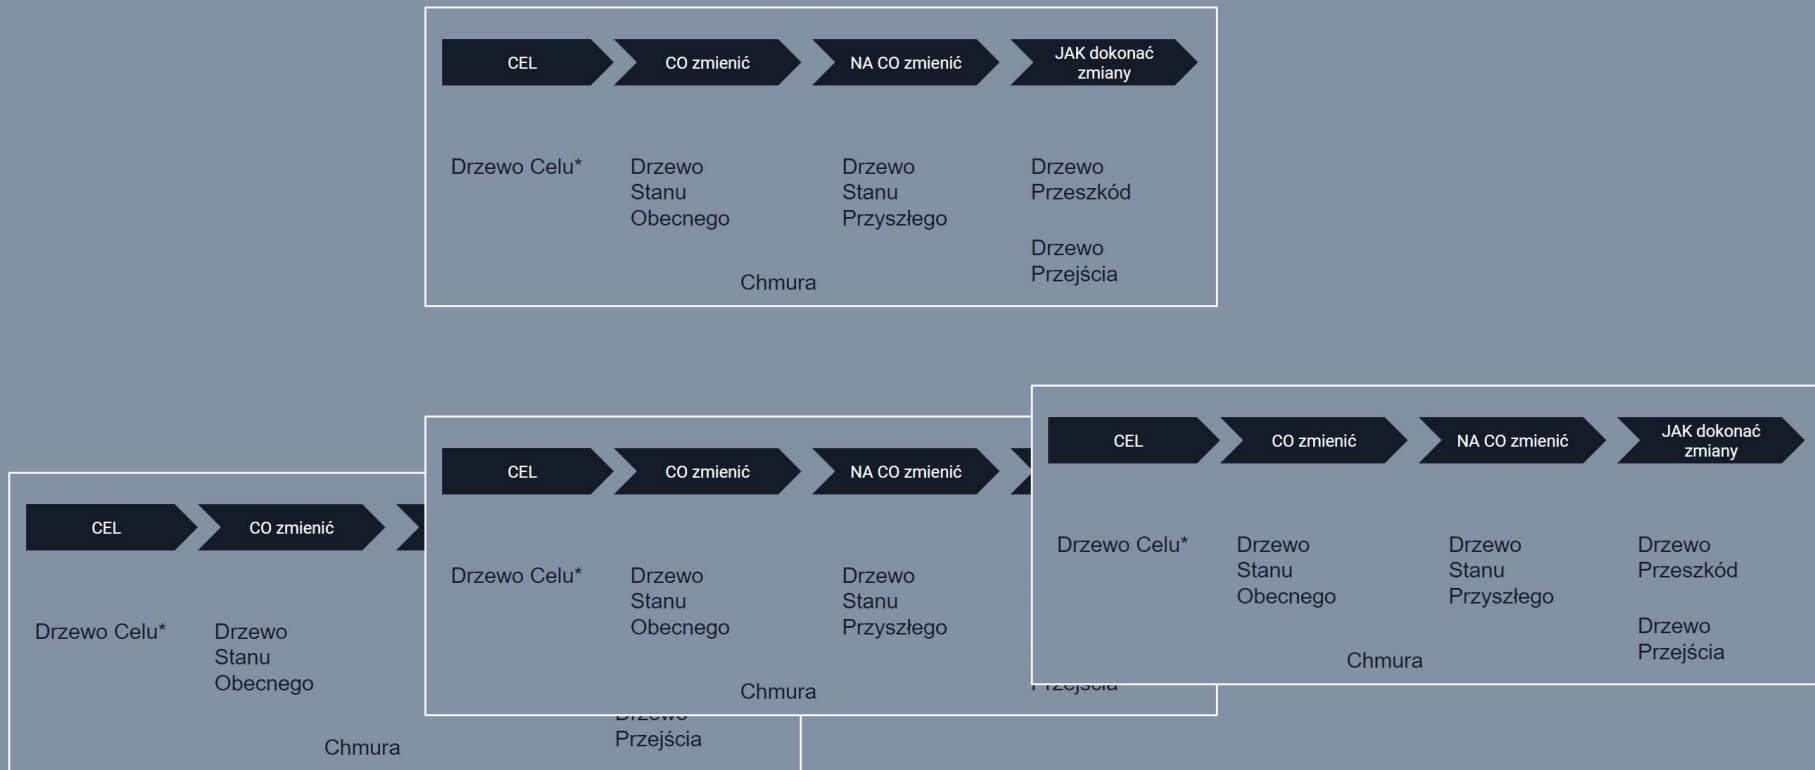 CEL
CO zmienić
NA CO zmienić
JAK dokonać
zmiany
Drzewo Celu*
Drzewo
Stanu
Obecnego
Drzewo
Stanu
Przyszłego
Drzewo
Przeszkód
Drzewo
Przejścia
Chmura
CEL
CO zmienić
Drzewo Celu*
Drzewo
Stanu
Obecnego
Drzewo
Przejścia
Chmura
CEL
CO zmienić
NA CO zmienić
Drzewo Celu*
Drzewo
Stanu
Obecnego
Drzewo
Stanu
Przyszłego
Przejścia
Chmura
CEL
CO zmienić
NA CO zmienić
JAK dokonać
zmiany
Drzewo Celu*
Drzewo
Stanu
Obecnego
Drzewo
Stanu
Przyszłego
Drzewo
Przeszkód
Drzewo
Przejścia
Chmura